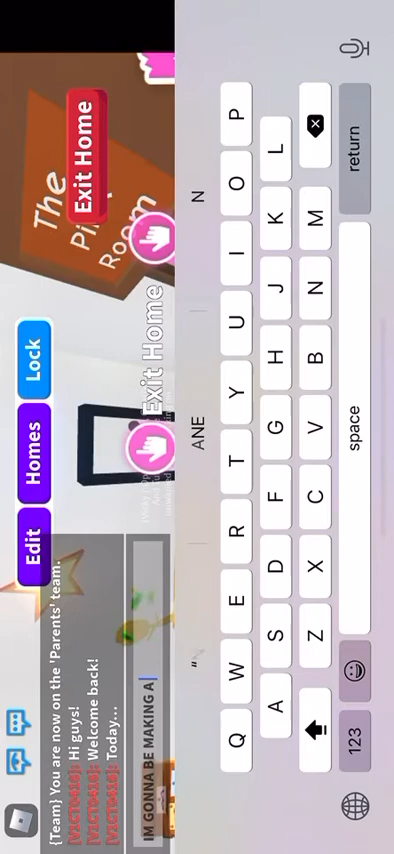 The
Pi
Room
Exit Home
Exit Home
Edit
Homes
Lock
{Team} You are now on the 'Parents' team.
Hi guys!
Welcome back!
Today...
IM GONNA BE MAKING A
ANE
N
Q W E R T Y U I O P
A S D F G H J K L
Z X C V B N M
123
space
return